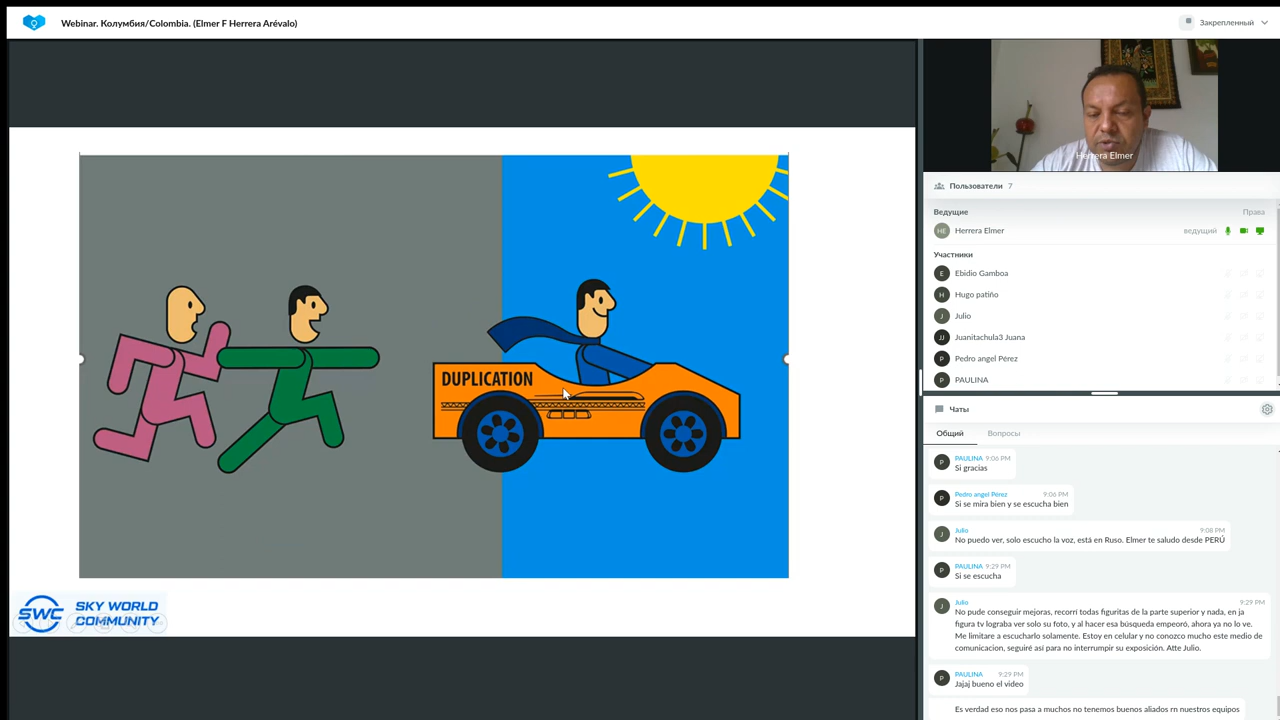 Webinar. Колумбия/Colombia. (Elmer F Herrera Arévalo)
Закрепленный
DUPLICATION
SWC SKY WORLD
COMMUNITY
Herrera Elmer
Пользователи 7
Ведущие Права
HE Herrera Elmer ведущий
Участники
E Ebidio Gamboa
H Hugo patiño
J Julio
JJ Juanitachula3 Juana
P Pedro angel Pérez
P PAULINA
Чаты
Общий Вопросы
P PAULINA 9:06 PM
Si gracias
P Pedro angel Pérez 9:06 PM
Si se mira bien y se escucha bien
J Julio 9:08 PM
No puedo ver, solo escucho la voz, está en Ruso. Elmer te saludo desde PERÚ
P PAULINA 9:29 PM
Si se escucha
J Julio 9:29 PM
No pude conseguir mejoras, recorrí todas figuritas de la parte superior y nada, en ja
figura tv lograba ver solo su foto, y al hacer esa búsqueda empeoró, ahora ya no lo ve.
Me limitare a escucharlo solamente. Estoy en celular y no conozco mucho este medio de
comunicacion, seguiré así para no interrumpir su exposición. Atte Julio.
P PAULINA 9:29 PM
Jajaj bueno el video
Es verdad eso nos pasa a muchos no tenemos buenos aliados rn nuestros equipos